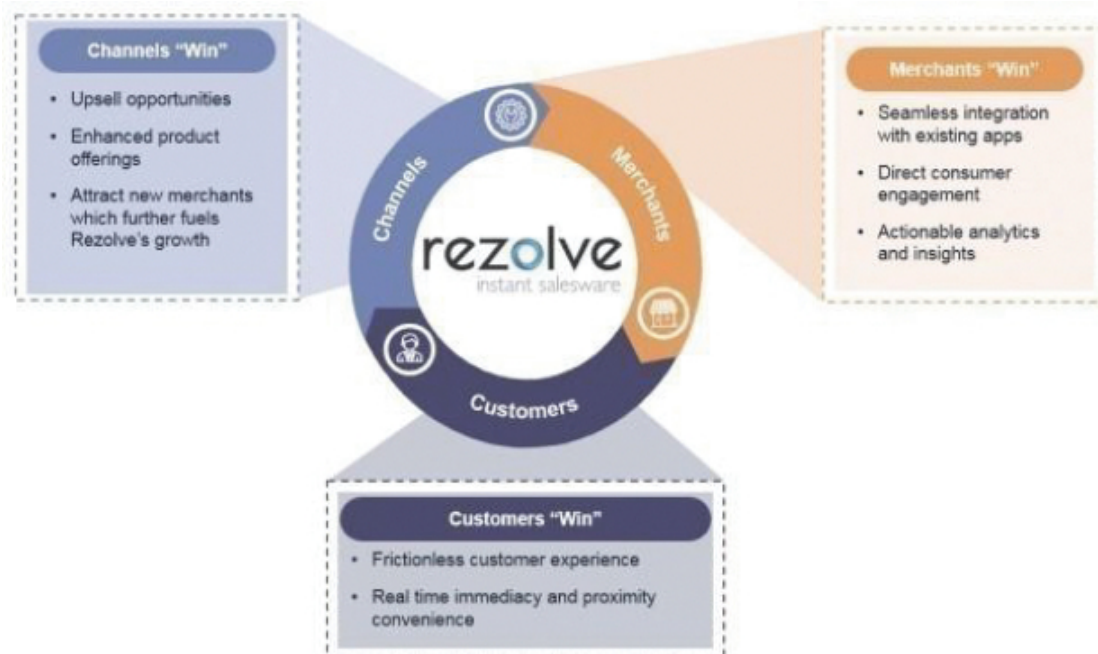 Channels “Win”
• Upsell opportunities
• Enhanced product
offerings
• Attract new merchants
which further fuels
Rezolve’s growth
Merchants “Win”
• Seamless integration
with existing apps
• Direct consumer
engagement
• Actionable analytics
and insights
Channels
Merchants
rezolve
instant salesware
Customers
Customers “Win”
• Frictionless customer experience
• Real time immediacy and proximity
convenience